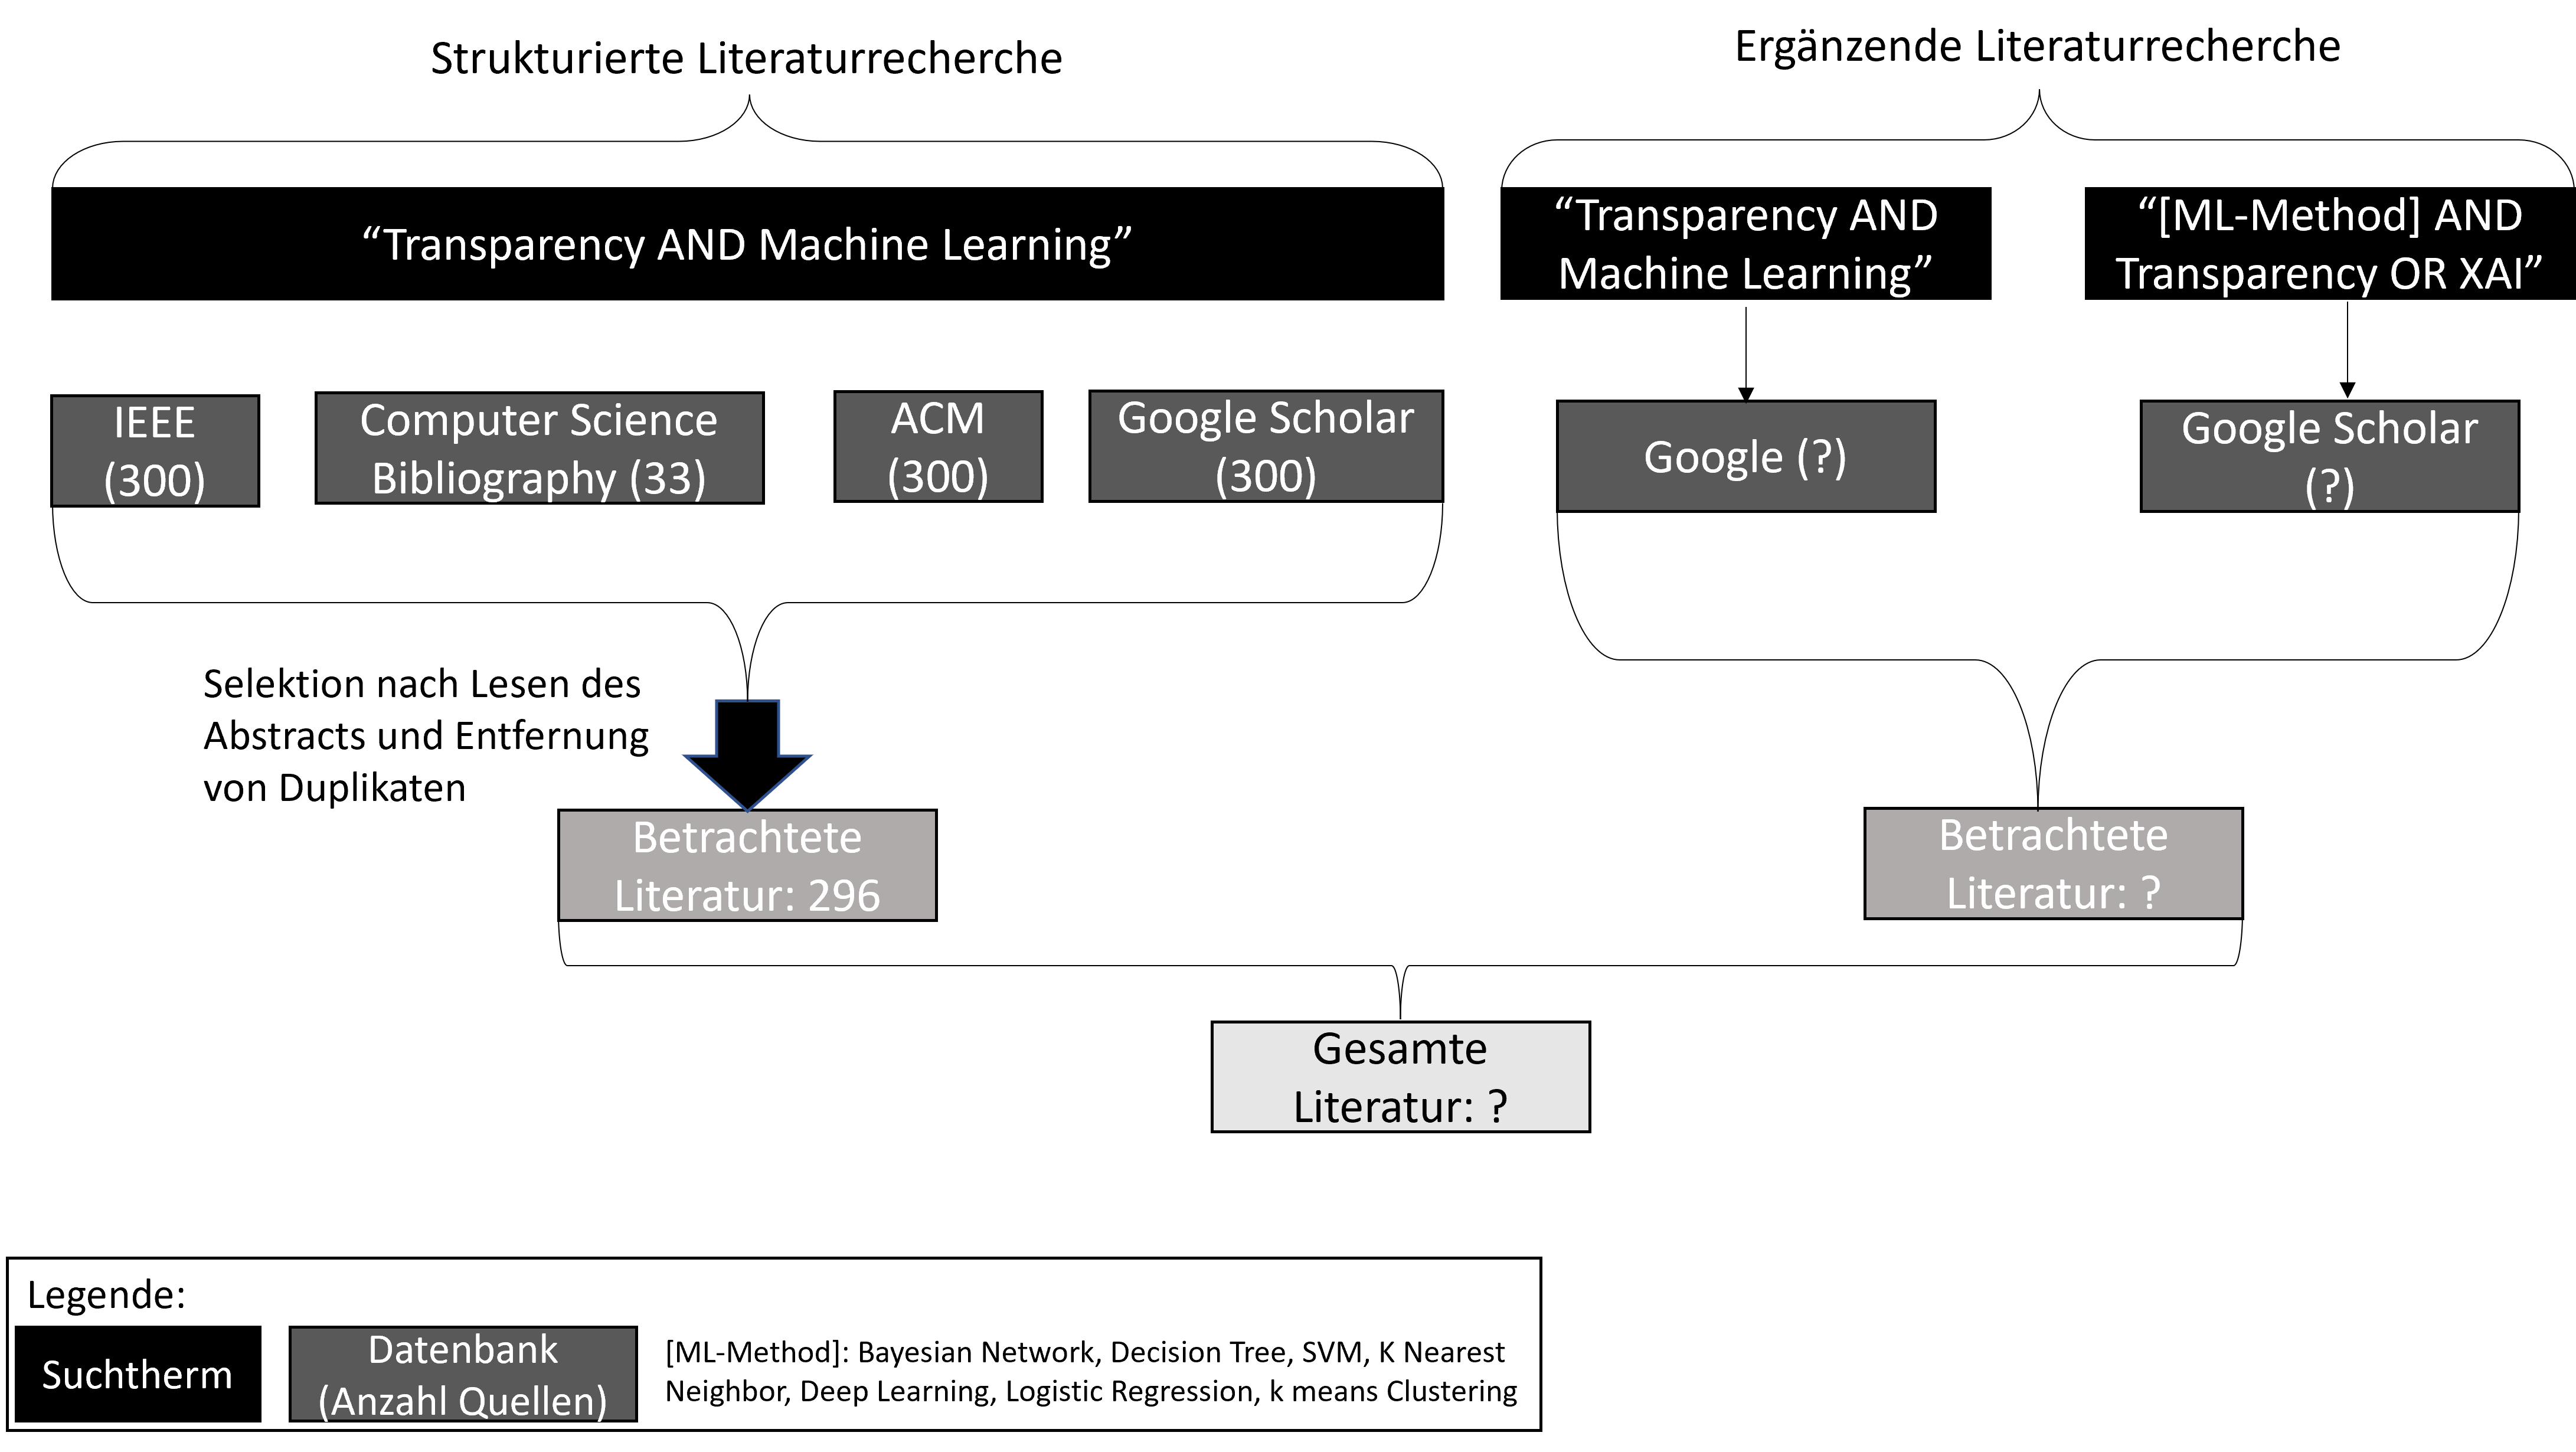 Strukturierte Literaturrecherche
Ergänzende Literaturrecherche
“Transparency AND Machine Learning”
“Transparency AND
Machine Learning”
“[ML-Method] AND
Transparency OR XAI”
IEEE
(300)
Computer Science
Bibliography (33)
ACM
(300)
Google Scholar
(300)
Google (?)
Google Scholar
(?)
Selektion nach Lesen des
Abstracts und Entfernung
von Duplikaten
Betrachtete
Literatur: 296
Betrachtete
Literatur: ?
Gesamte
Literatur: ?
Legende:
Suchtherm
Datenbank
(Anzahl Quellen)
[ML-Method]: Bayesian Network, Decision Tree, SVM, K Nearest
Neighbor, Deep Learning, Logistic Regression, k means Clustering